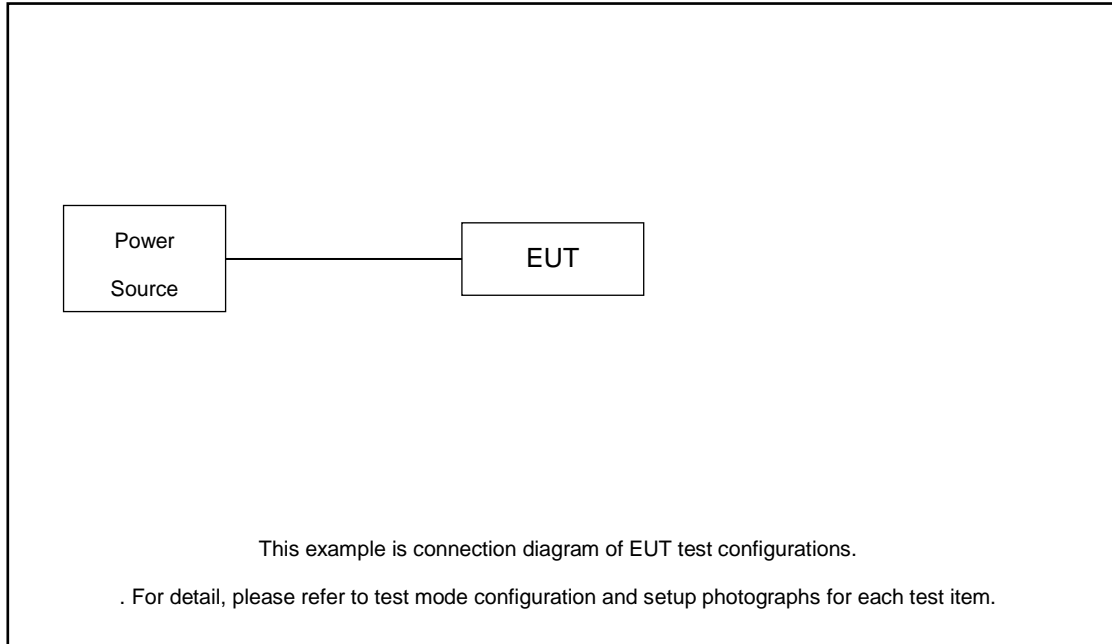 Power
Source
EUT
This example is connection diagram of EUT test configurations.
. For detail, please refer to test mode configuration and setup photographs for each test item.